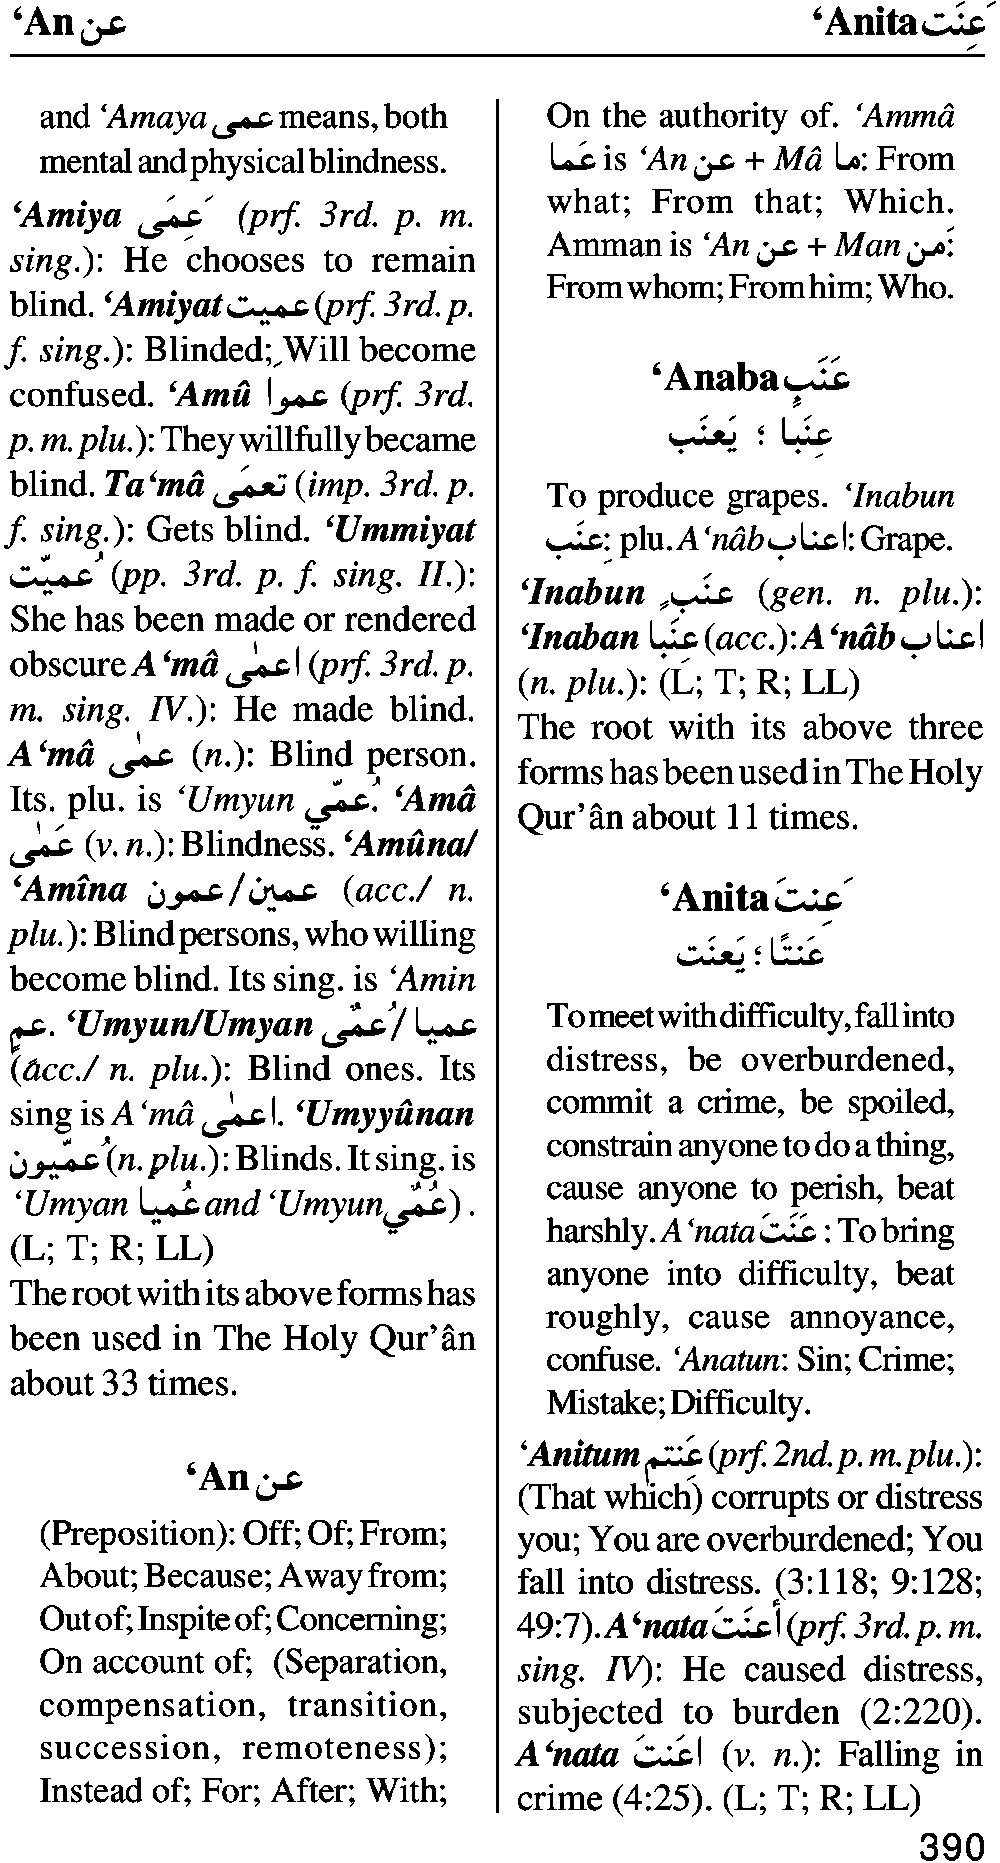 ‘An عن
‘Anita عَنِتَ
and ‘Amaya عمى means, both
mental and physical blindness.
‘Amiya عَمِىَ (prf. 3rd. p. m.
sing.): He chooses to remain
blind. ‘Amiyat عميت (prf. 3rd. p.
f. sing.): Blinded; Will become
confused. ‘Amû عموا (prf. 3rd.
p. m. plu.): They willfully became
blind. Ta‘mâ تعمَى (imp. 3rd. p.
f. sing.): Gets blind. ‘Ummiyat
عُميّت (pp. 3rd. p. f. sing. II.):
She has been made or rendered
obscure A‘mâ اعمٰى (prf. 3rd. p.
m. sing. IV.): He made blind.
A‘mâ عمٰى (n.): Blind person.
Its. plu. is ‘Umyun عُمّي. ‘Amâ
عَمٰى (v. n.): Blindness. ‘Amûna/
‘Amîna عمين/عمون (acc./ n.
plu.): Blind persons, who willing
become blind. Its sing. is ‘Amin
عمٍ. ‘Umyun/Umyan عميا/عُمًّى
(acc./ n. plu.): Blind ones. Its
sing is A‘mâ اعمٰى. ‘Umyyûnan
عُمّيون (n. plu.): Blinds. It sing. is
‘Umyan عُميا and ‘Umyun عُمّي) .
(L; T; R; LL)
The root with its above forms has
been used in The Holy Qur’ân
about 33 times.
‘An عن
(Preposition): Off; Of; From;
About; Because; Away from;
Out of; Inspite of; Concerning;
On account of; (Separation,
compensation, transition,
succession, remoteness);
Instead of; For; After; With;
On the authority of. ‘Ammâ
عَما is ‘An عن + Mâ ما: From
what; From that; Which.
Amman is ‘An عن + Man مَن:
From whom; From him; Who.
‘Anaba عَنَبٍ
عِنَبا ؛ يَعنَب
To produce grapes. ‘Inabun
عِنَب: plu. A‘nâb اعناب: Grape.
‘Inabun عنَبٍ (gen. n. plu.):
‘Inaban عِنَبا (acc.): A‘nâb اعناب
(n. plu.): (L; T; R; LL)
The root with its above three
forms has been used in The Holy
Qur’ân about 11 times.
‘Anita عَنِتَ
عَنتًا ؛ يَعنَت
To meet with difficulty, fall into
distress, be overburdened,
commit a crime, be spoiled,
constrain anyone to do a thing,
cause anyone to perish, beat
harshly. A‘nata عَنَتَ : To bring
anyone into difficulty, beat
roughly, cause annoyance,
confuse. ‘Anatun: Sin; Crime;
Mistake; Difficulty.
‘Anitum عَنِتم (prf. 2nd. p. m. plu.):
(That which) corrupts or distress
you; You are overburdened; You
fall into distress. (3:118; 9:128;
49:7). A‘nata أعنَتَ (prf. 3rd. p. m.
sing. IV): He caused distress,
subjected to burden (2:220).
A‘nata اعَنتَ (v. n.): Falling in
crime (4:25). (L; T; R; LL)
390